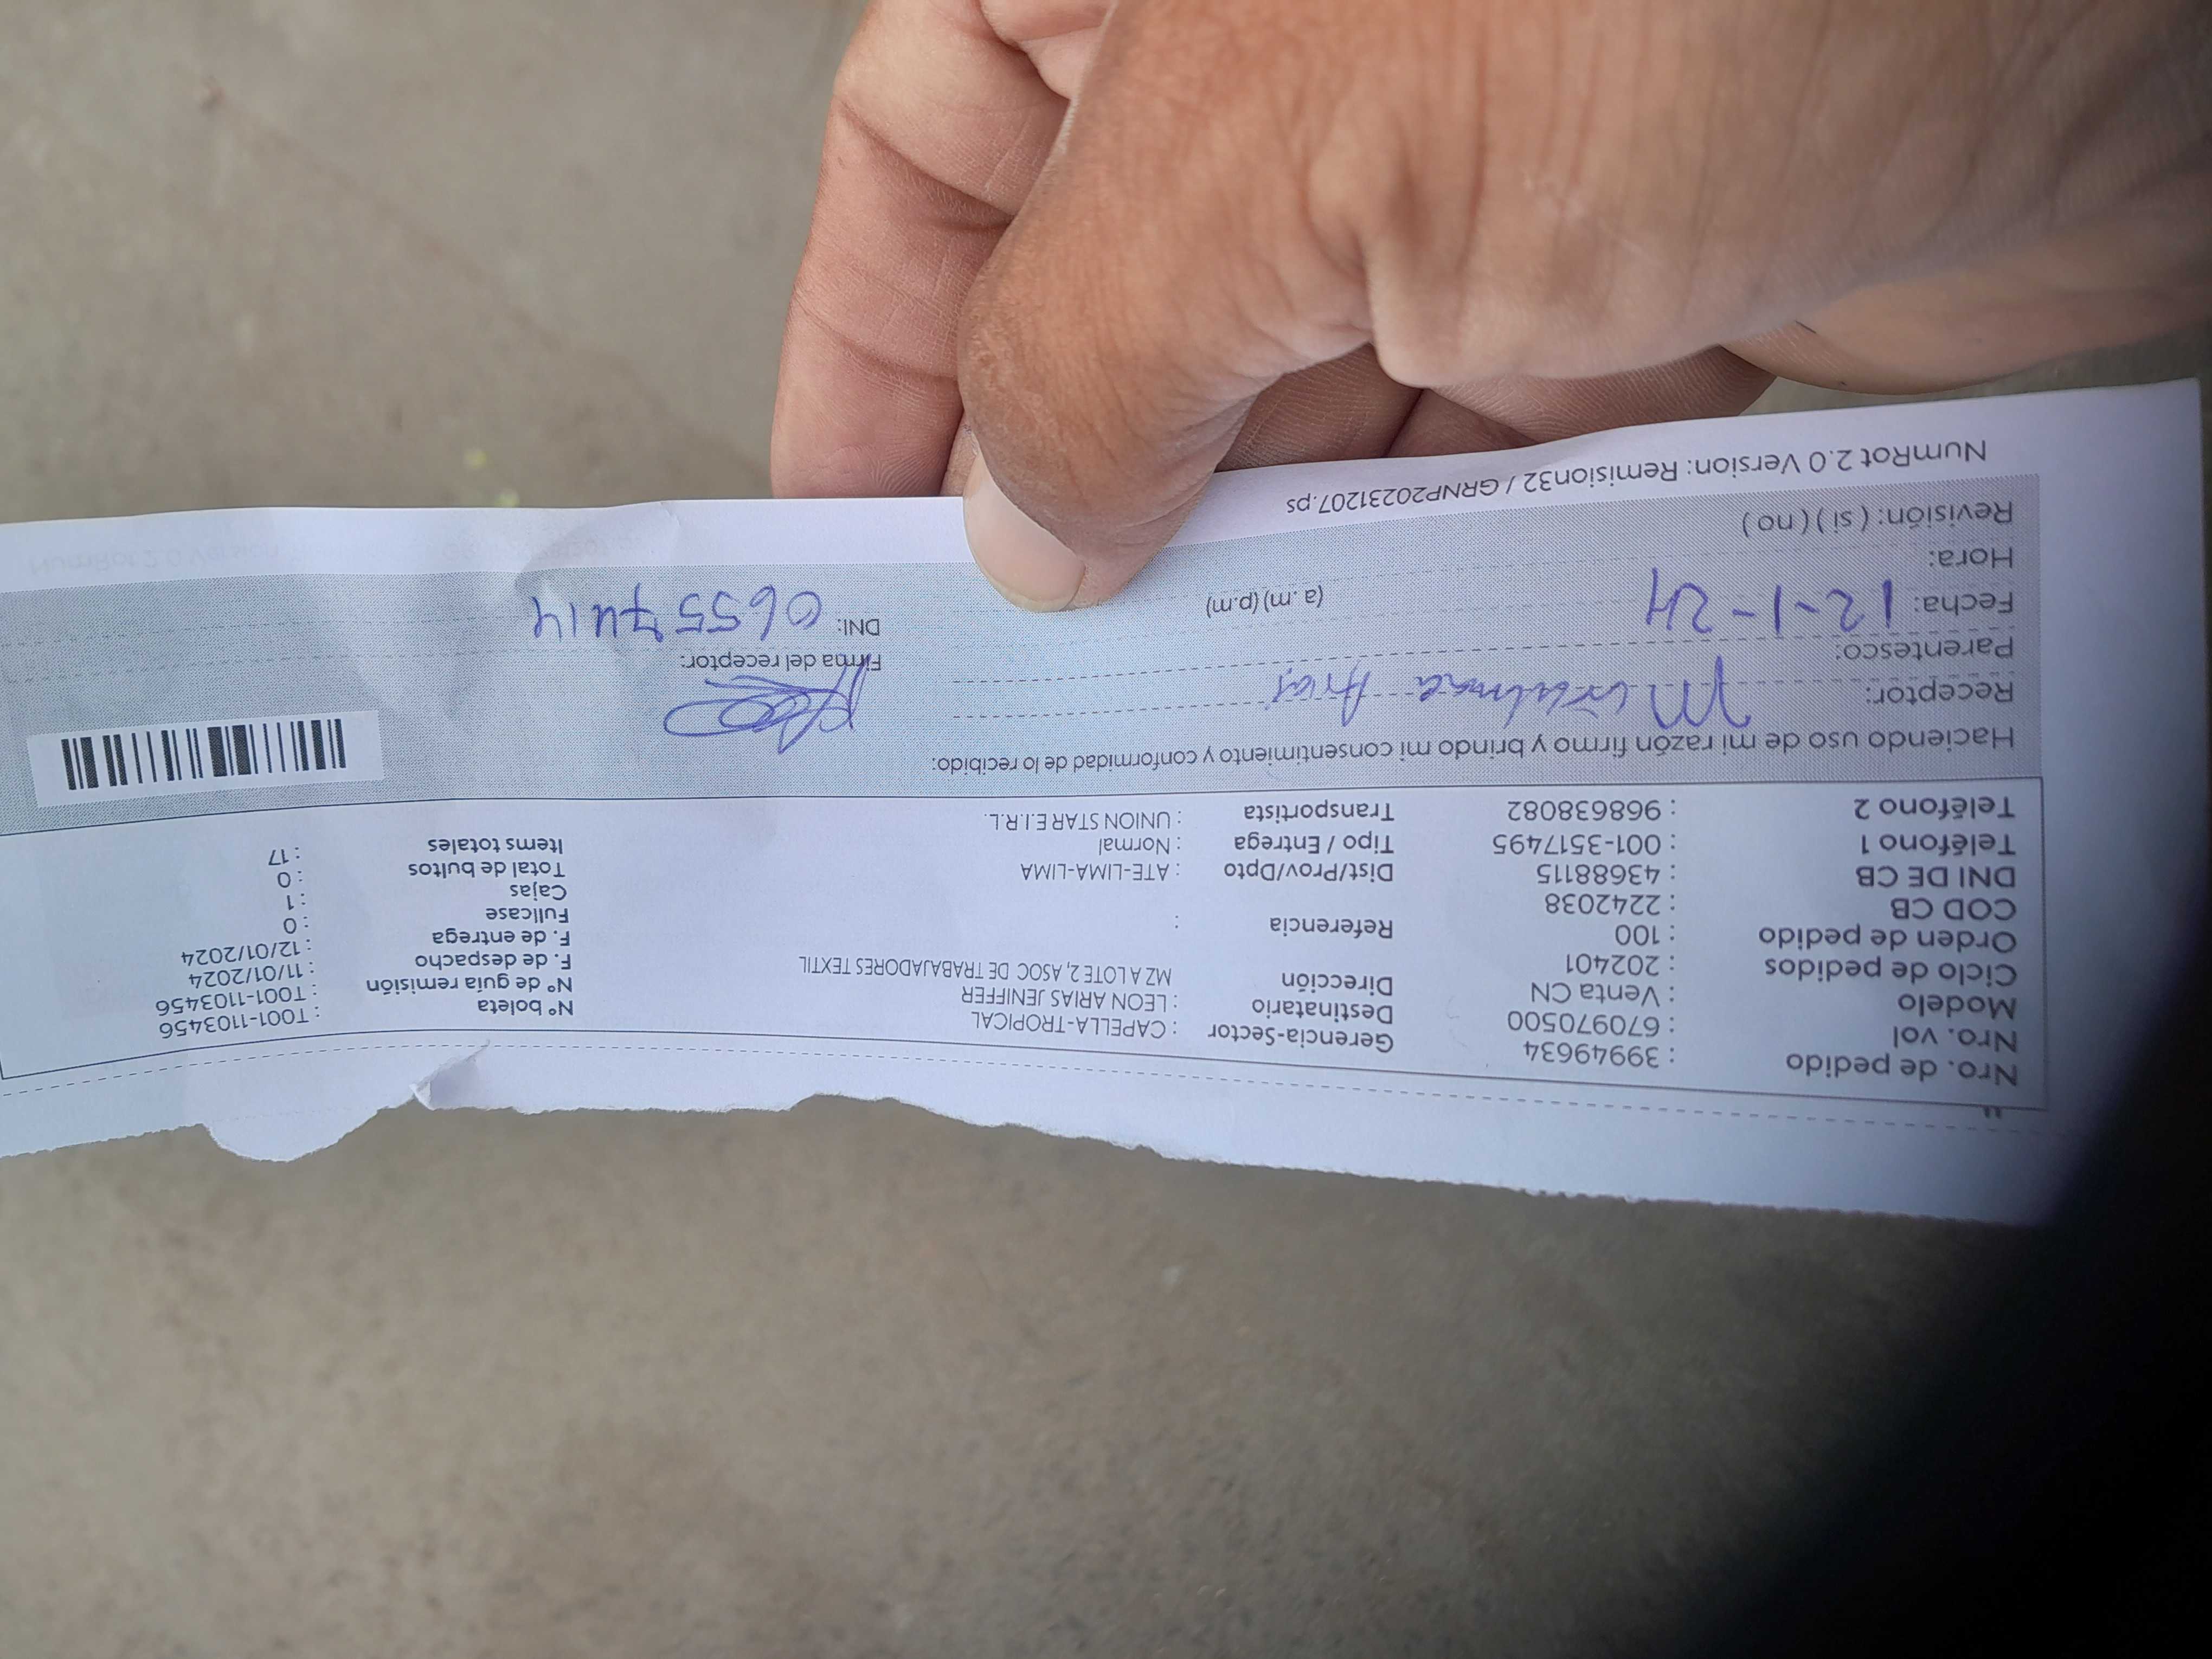 Nro. de pedido : 39949634
Nro. vol : 670970500
Modelo : Venta CN
Ciclo de pedidos : 202401
Orden de pedido : 100
COD CB : 2242038
DNI DE CB : 43688115
Teléfono 1 : 001-3517495
Teléfono 2 : 968638082
Gerencia-Sector : CAPELLA-TROPICAL
Destinatario : LEON ARIAS JENIFFER
Dirección MZ A LOTE 2, ASOC DE TRABAJADORES TEXTIL
Referencia :
Dist/Prov/Dpto : ATE-LIMA-LIMA
Tipo / Entrega : Normal
Transportista : UNION STAR E.I.R.L.
N° boleta : T001-1103456
N° de guía remisión : T001-1103456
F. de despacho : 11/01/2024
F. de entrega : 12/01/2024
Fullcase : 0
Cajas : 1
Total de bultos : 0
Items totales : 17
Haciendo uso de mi razón firmo y brindo mi consentimiento y conformidad de lo recibido:
Receptor: Arias
Parentesco:
Fecha: 12-1-24
Hora: (a.m) (p.m)
Revisión: ( si ) ( no )
Firma del receptor:
DNI: 06557414
NumRot 2.0 Version: Remision32 / GRNP20231207.ps